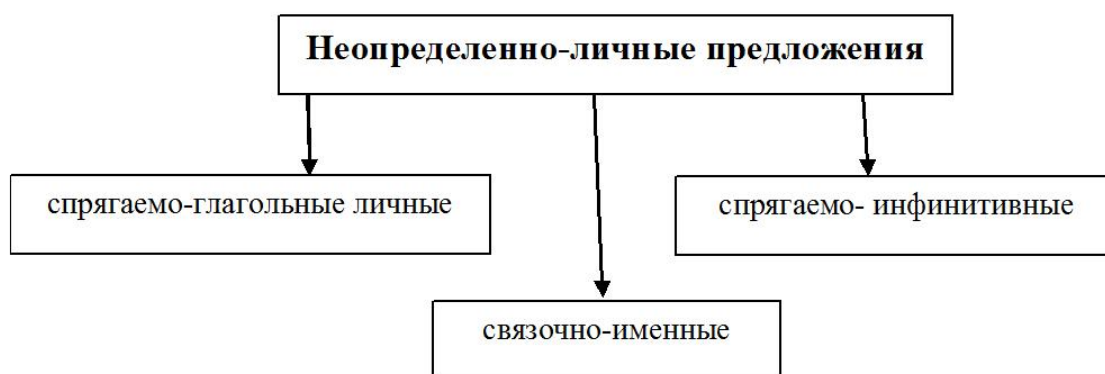 Неопределенно-личные предложения
спрягаемо-глагольные личные
спрягаемо- инфинитивные
связочно-именные